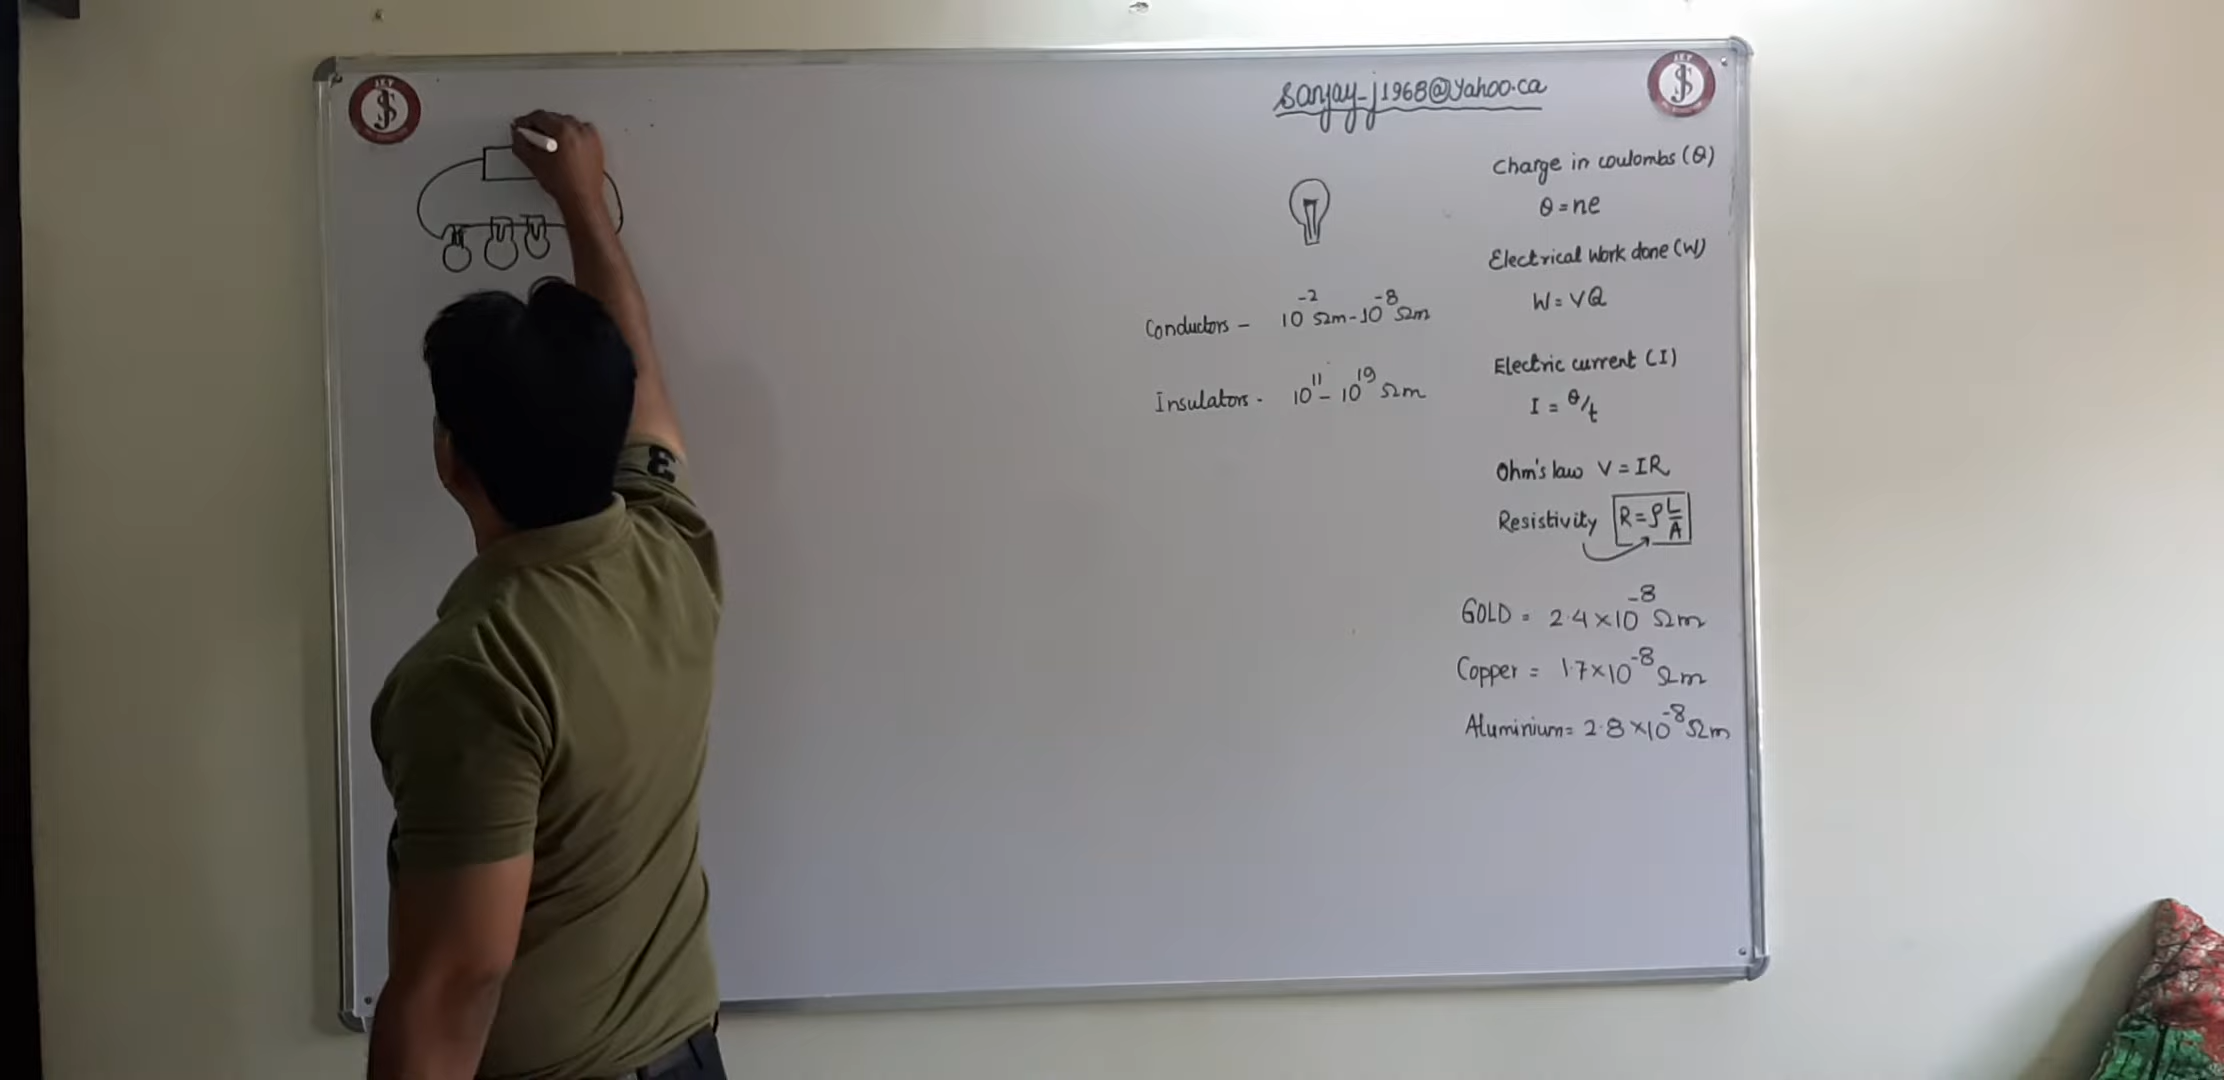 Sanjay-j1968@Yahoo.ca
Charge in coulombs (Q)
Q = ne
Electrical work done (W)
W = VQ
Conductors - 10⁻² Ωm - 10⁻⁸ Ωm
Electric current (I)
Insulators - 10¹¹ - 10¹⁹ Ωm
I = Q/t
Ohm's law V = IR
Resistivity R = ρ L/A
GOLD = 2.4 × 10⁻⁸ Ωm
Copper = 1.7 × 10⁻⁸ Ωm
Aluminium = 2.8 × 10⁻⁸ Ωm